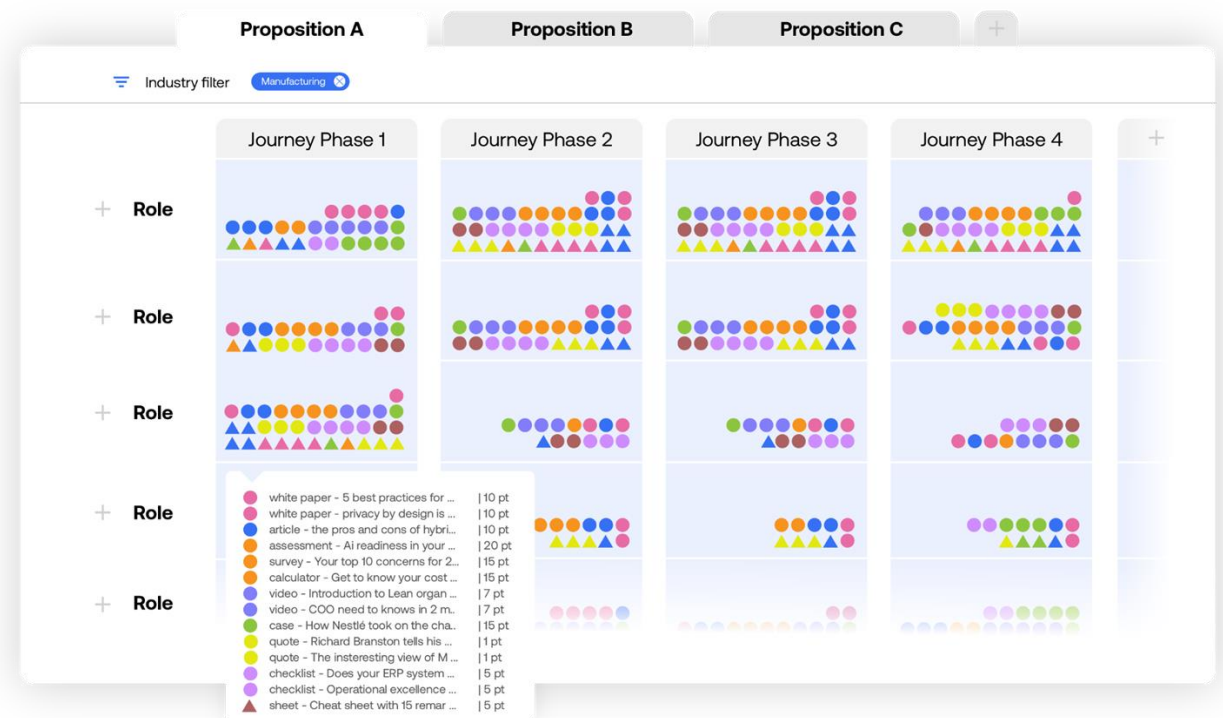 Proposition A
Proposition B
Proposition C
+
Industry filter
Manufacturing
Journey Phase 1
Journey Phase 2
Journey Phase 3
Journey Phase 4
+
+ Role
+ Role
+ Role
+ Role
+ Role
white paper - 5 best practices for ... | 10 pt
white paper - privacy by design is ... | 10 pt
article - the pros and cons of hybri... | 10 pt
assessment - Ai readiness in your ... | 20 pt
survey - Your top 10 concerns for 2... | 15 pt
calculator - Get to know your cost ... | 15 pt
video - Introduction to Lean organ ... | 7 pt
video - COO need to knows in 2 m.. | 7 pt
case - How Nestlé took on the cha.. | 15 pt
quote - Richard Branston tells his ... | 1 pt
quote - The insteresting view of M ... | 1 pt
checklist - Does your ERP system ... | 5 pt
checklist - Operational excellence ... | 5 pt
sheet - Cheat sheet with 15 remar ... | 5 pt